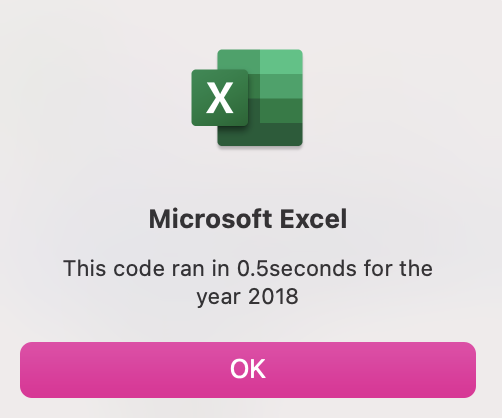 X
Microsoft Excel
This code ran in 0.5seconds for the
year 2018
OK